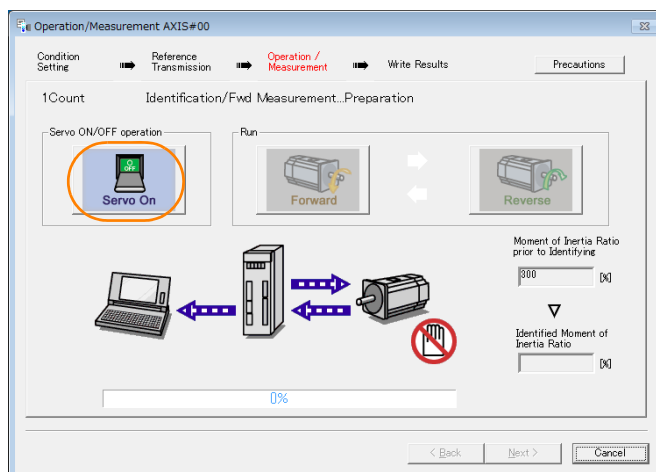 Operation/Measurement AXIS#00
Condition
Setting
Reference
Transmission
Operation /
Measurement
Write Results
Precautions
1Count Identification/Fwd Measurement...Preparation
Servo ON/OFF operation
Run
OFF
Servo On
Forward
Reverse
Moment of Inertia Ratio
prior to Identifying
300 [%]
Identified Moment of
Inertia Ratio
[%]
0%
< Back
Next >
Cancel